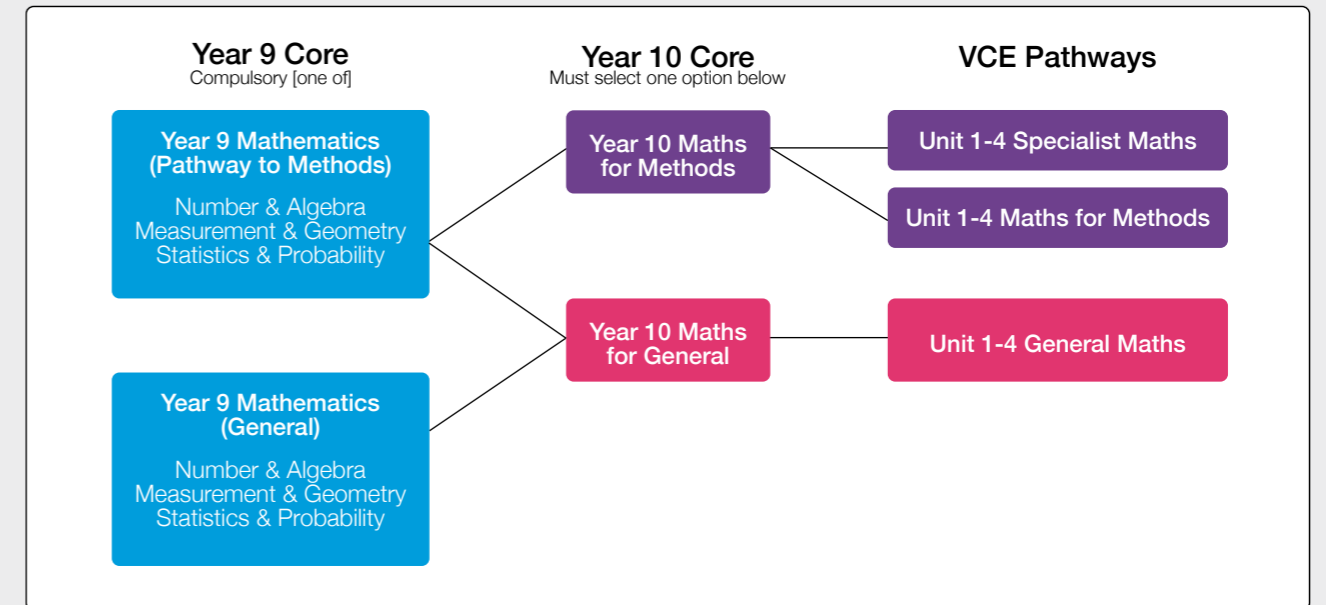 Year 9 Core
Compulsory [one of]
Year 9 Mathematics
(Pathway to Methods)
Number & Algebra
Measurement & Geometry
Statistics & Probability
Year 9 Mathematics
(General)
Number & Algebra
Measurement & Geometry
Statistics & Probability
Year 10 Core
Must select one option below
Year 10 Maths
for Methods
Year 10 Maths
for General
VCE Pathways
Unit 1-4 Specialist Maths
Unit 1-4 Maths for Methods
Unit 1-4 General Maths